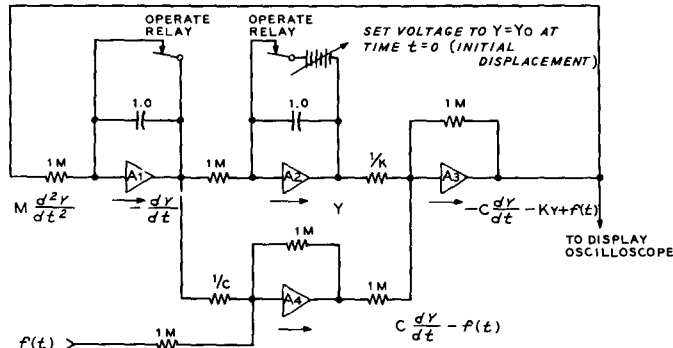 OPERATE
RELAY
OPERATE
RELAY
SET VOLTAGE TO Y=Y0 AT
TIME t=0 (INITIAL
DISPLACEMENT)
1.0
1.0
1M
1M
A1
1M
A2
1/K
A3
M d²Y/dt²
- dY/dt
Y
-C dY/dt -KY+f(t)
TO DISPLAY
OSCILLOSCOPE
1M
1/C
A4
1M
C dY/dt - f(t)
f(t)
1M